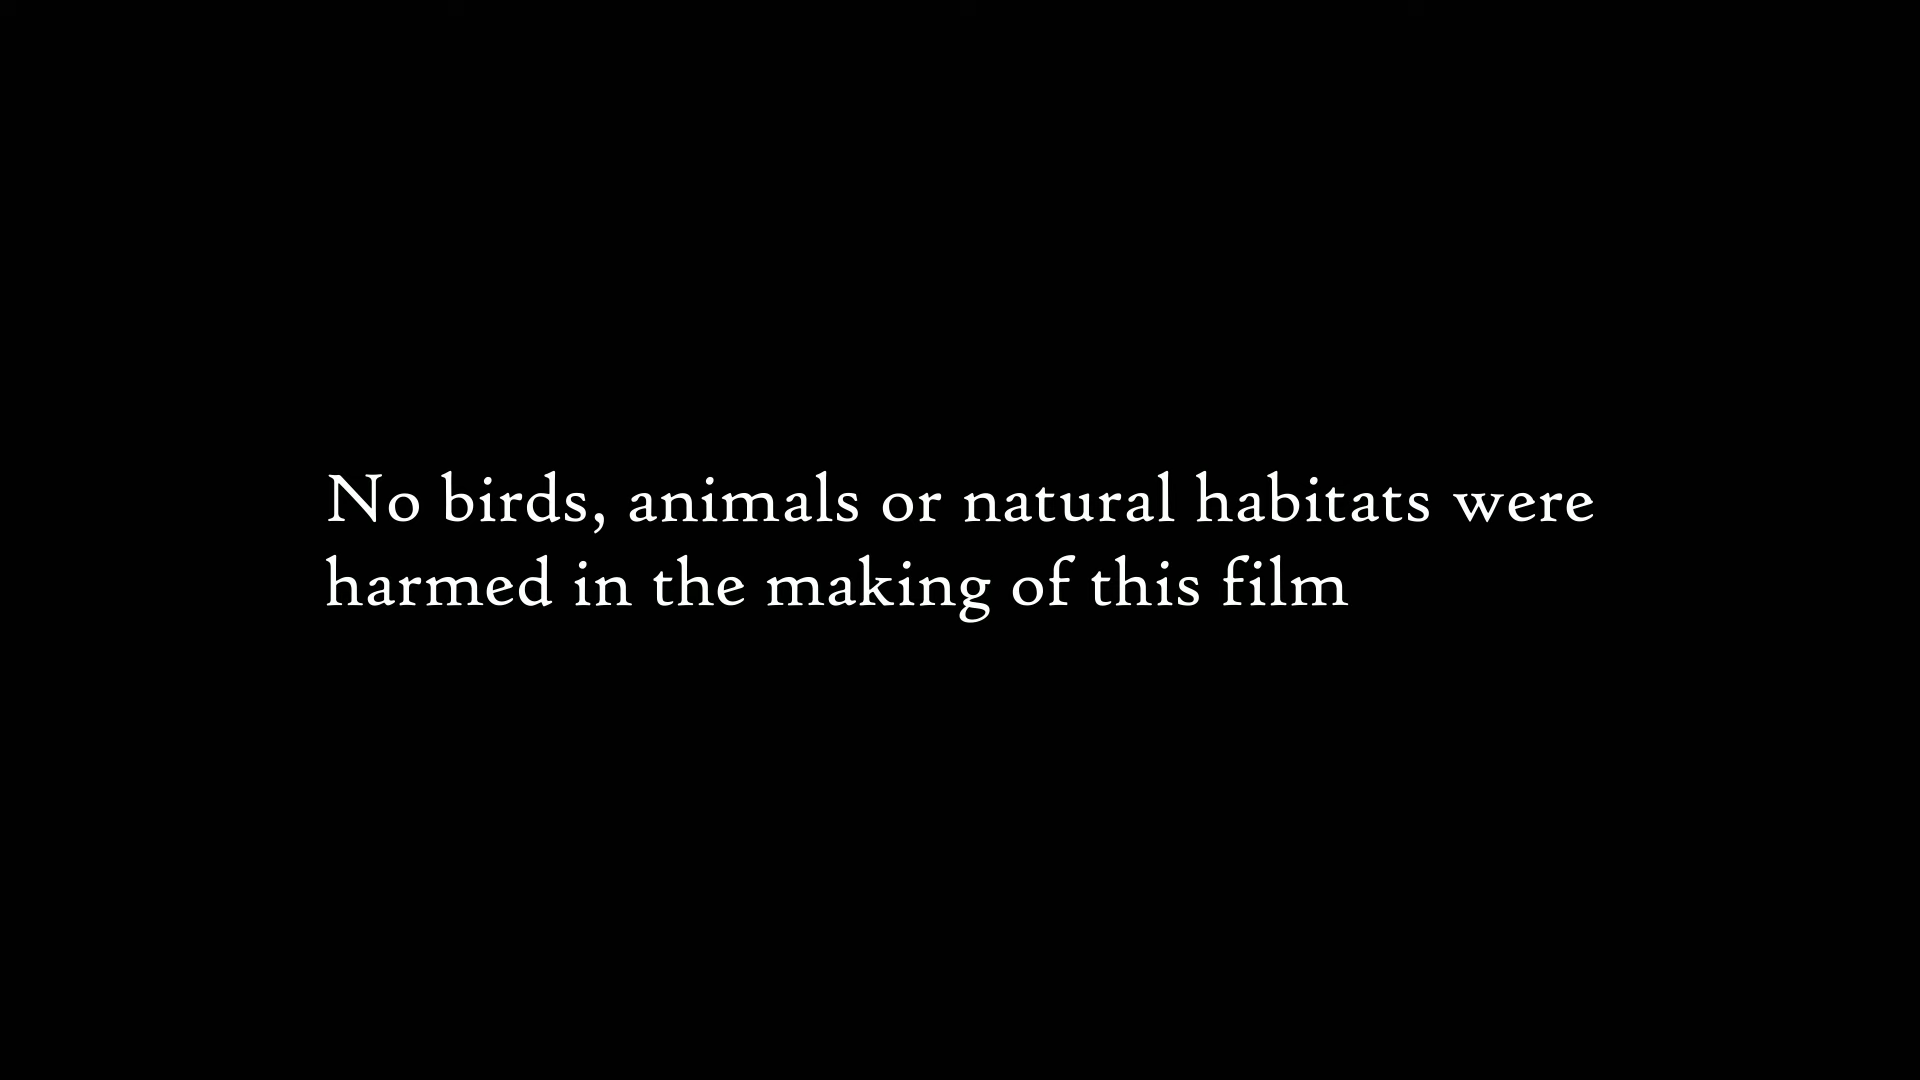 No birds, animals or natural habitats were
harmed in the making of this film